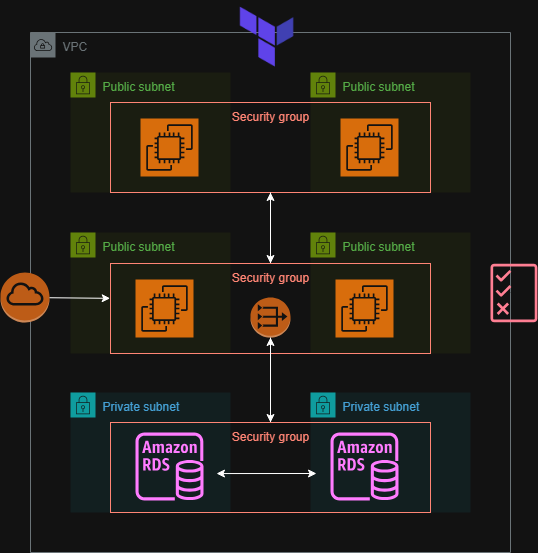 VPC
Public subnet
Public subnet
Security group
Public subnet
Public subnet
Security group
Private subnet
Private subnet
Security group
Amazon
RDS
Amazon
RDS